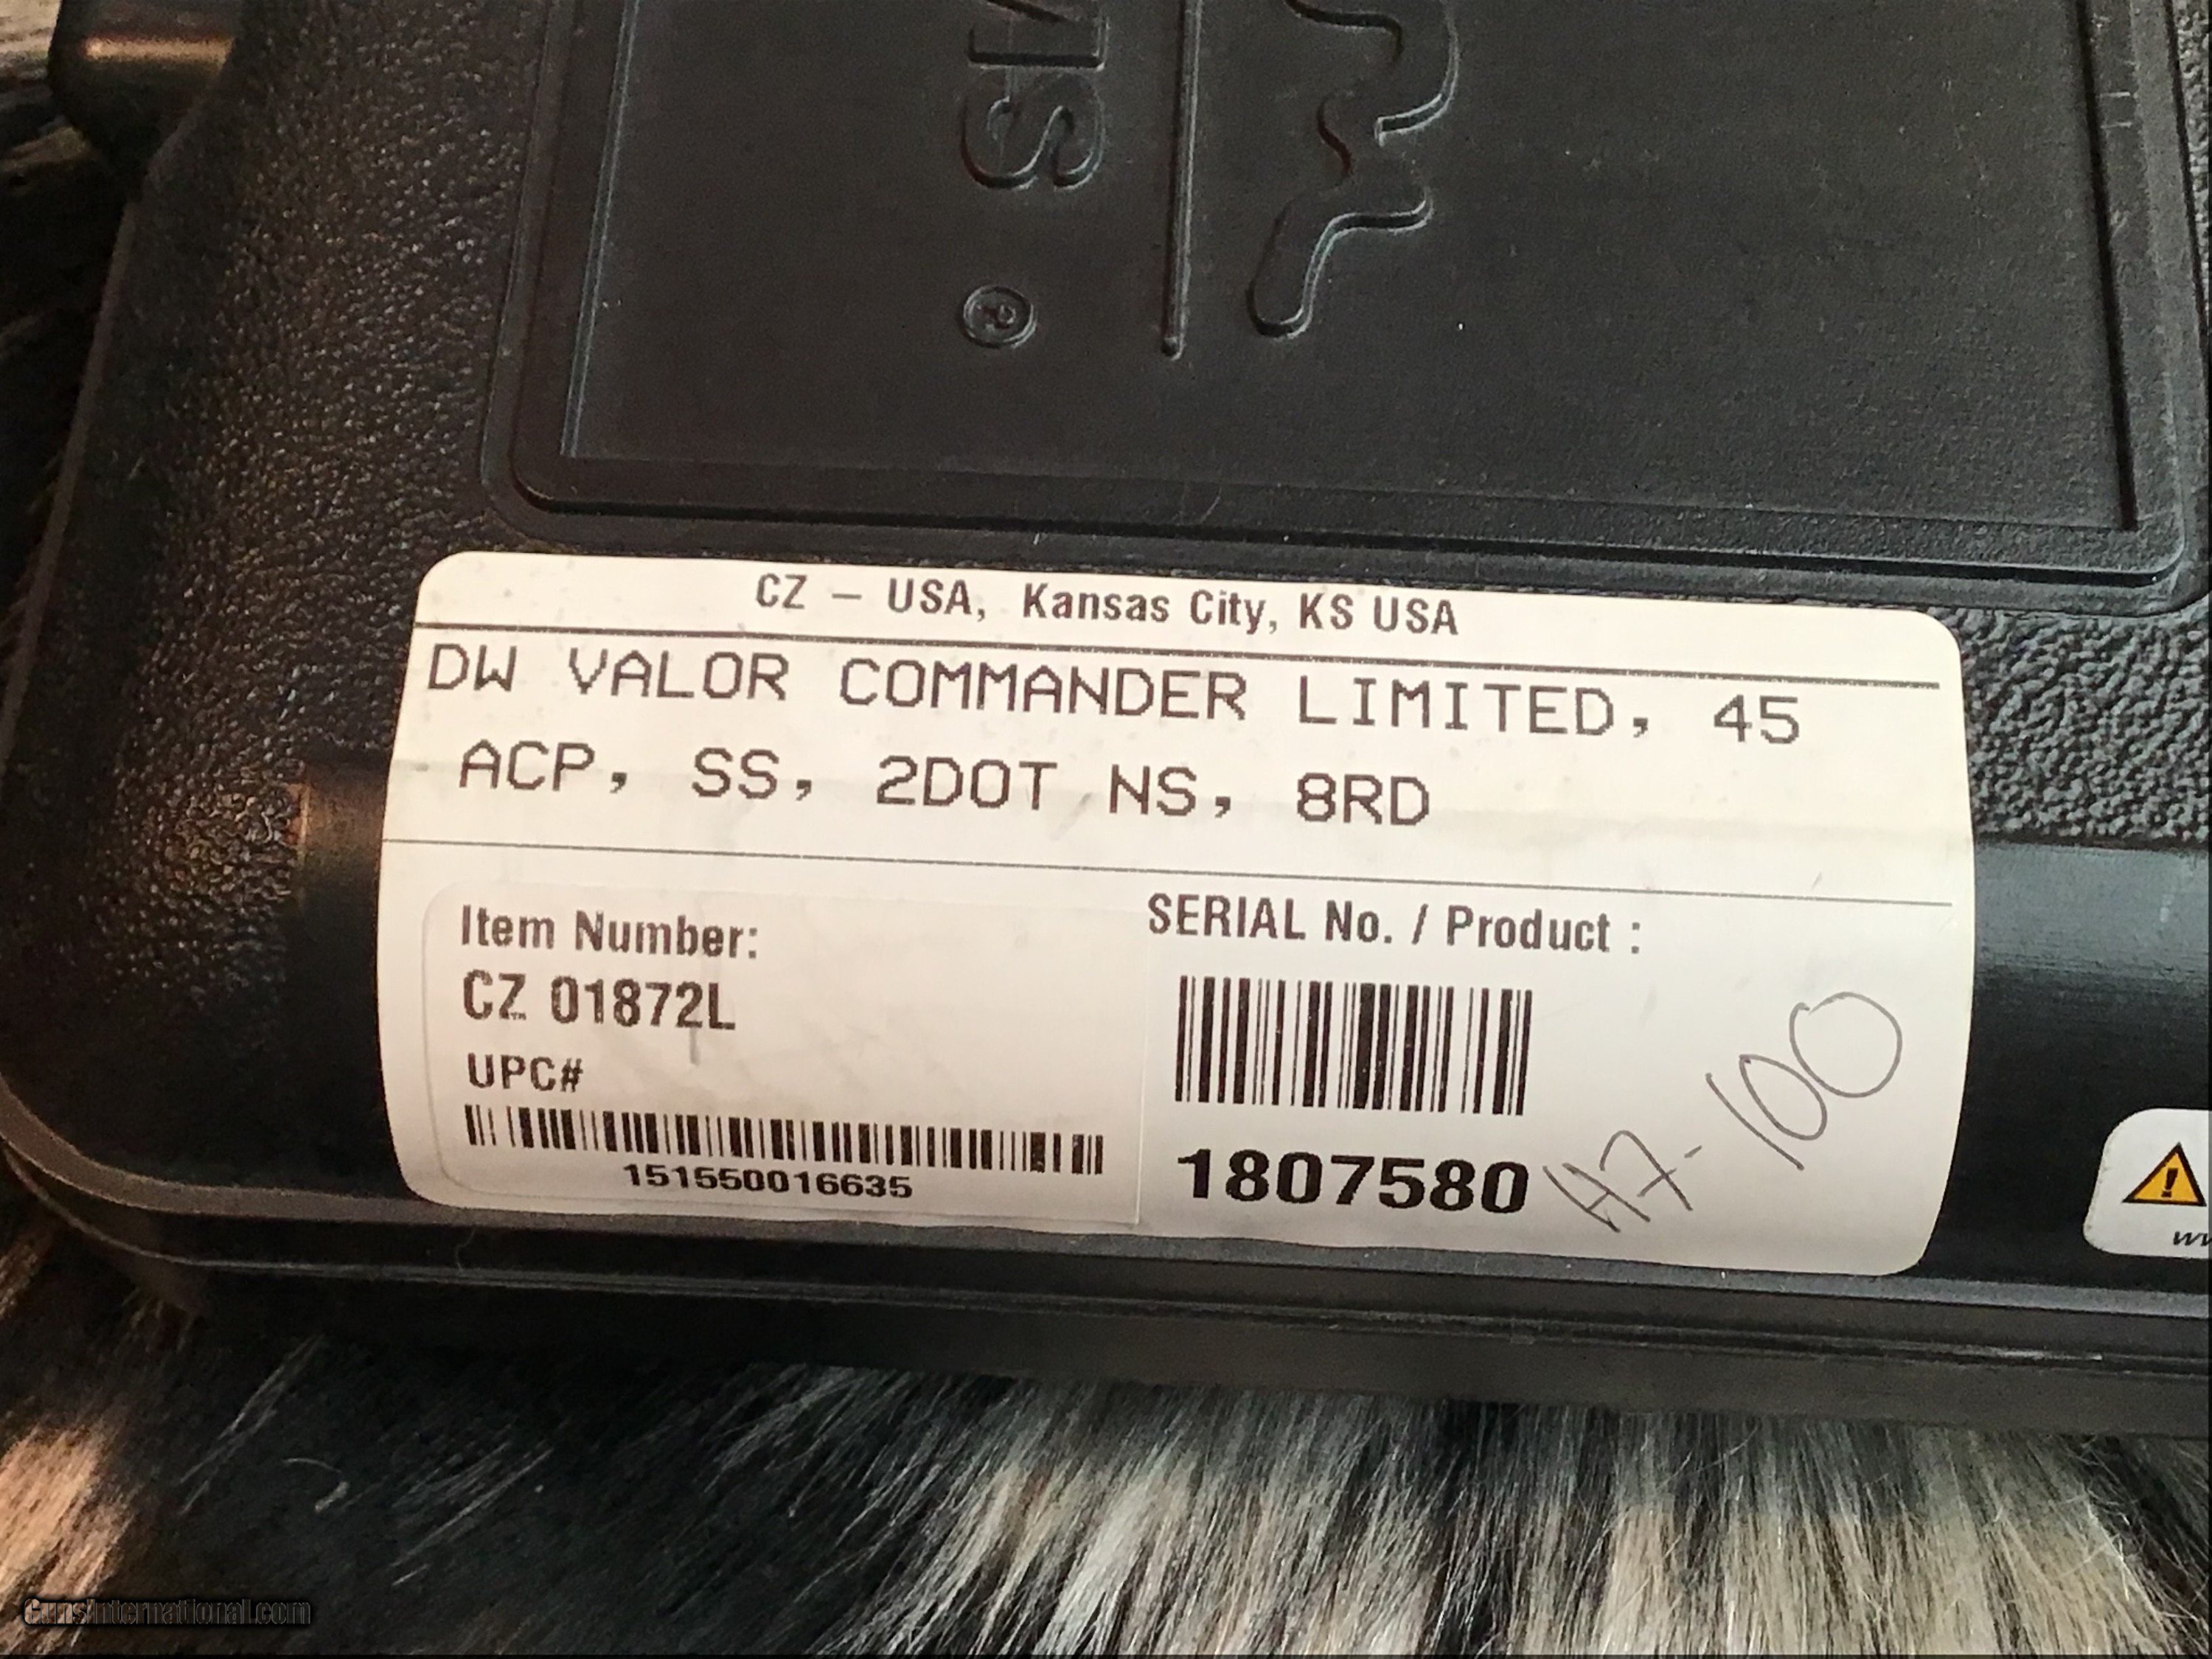 CZ – USA, Kansas City, KS USA
DW VALOR COMMANDER LIMITED, 45
ACP, SS, 2DOT NS, 8RD
Item Number:
CZ 01872L
UPC#
151550016635
SERIAL No. / Product :
1807580
47-100
GunsInternational.com